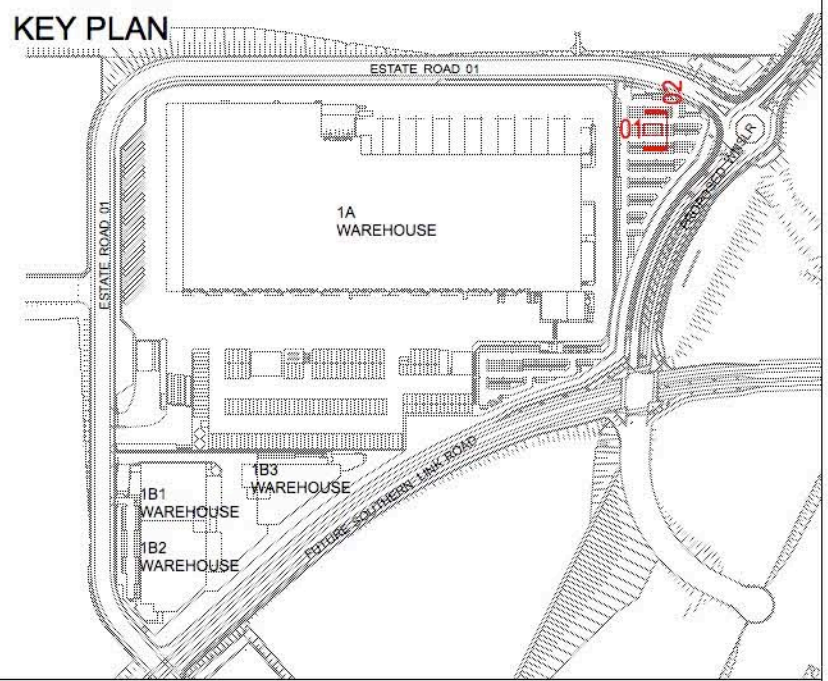 KEY PLAN
ESTATE ROAD 01
02
01
1A
WAREHOUSE
ESTATE ROAD 01
PROPOSED
1B3
WAREHOUSE
1B1
WAREHOUSE
1B2
WAREHOUSE
FUTURE SOUTHERN LINK ROAD